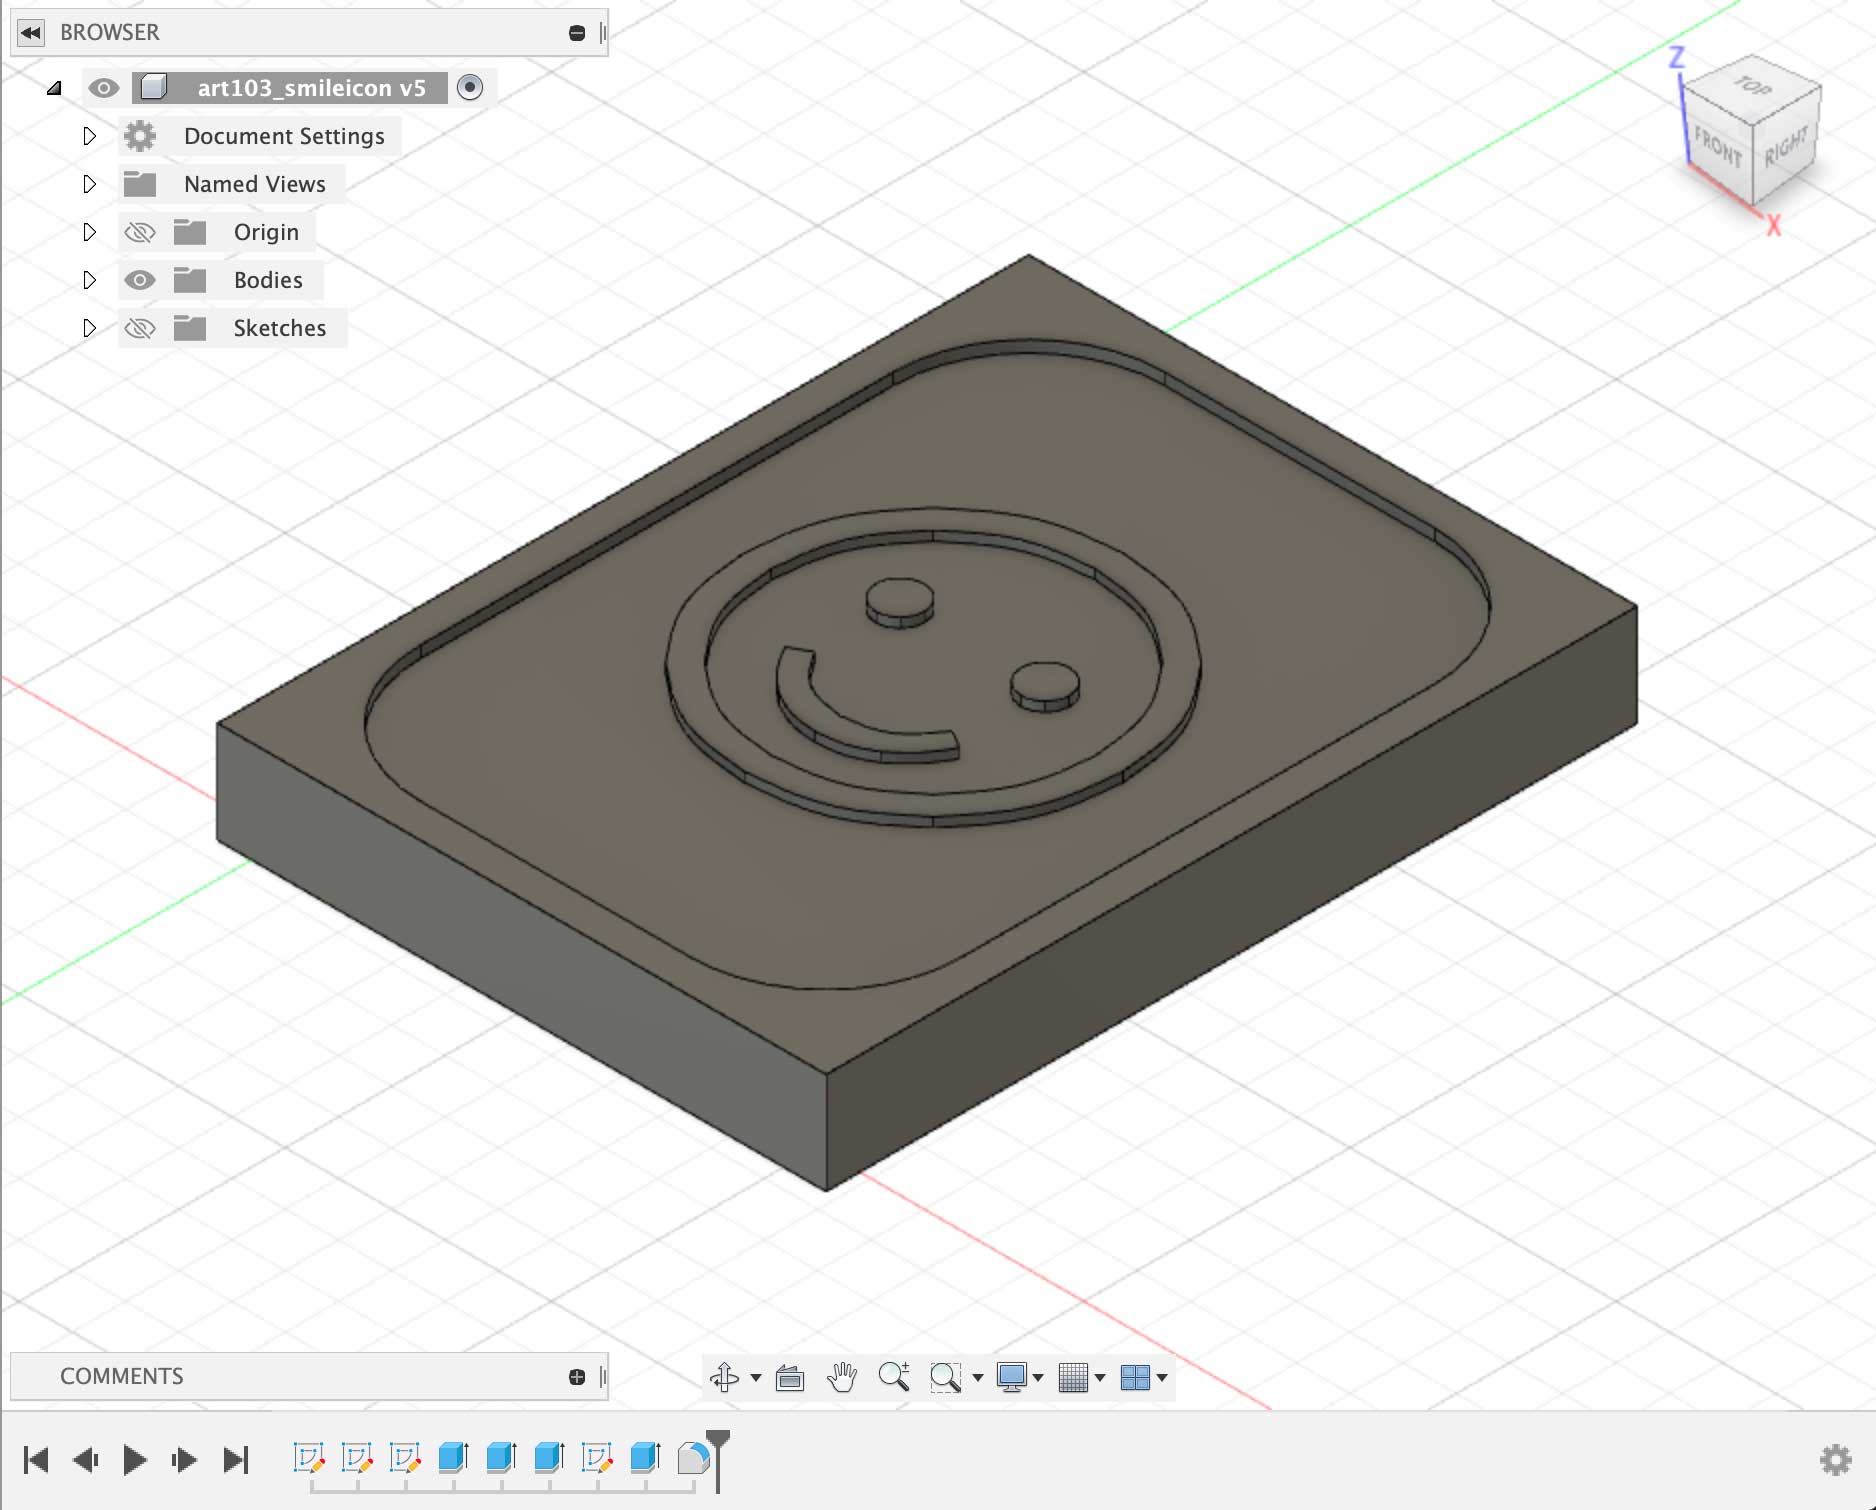 BROWSER
art103_smileicon v5
Document Settings
Named Views
Origin
Bodies
Sketches
Z
TOP
FRONT
RIGHT
X
COMMENTS